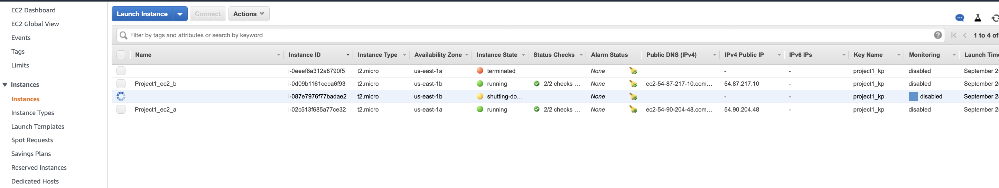 EC2 Dashboard
EC2 Global View
Events
Tags
Limits
Instances
Instances
Instance Types
Launch Templates
Spot Requests
Savings Plans
Reserved Instances
Dedicated Hosts
Launch Instance Connect Actions
Filter by tags and attributes or search by keyword ? 1 to 4 of
Name Instance ID Instance Type Availability Zone Instance State Status Checks Alarm Status Public DNS (IPv4) IPv4 Public IP IPv6 IPs Key Name Monitoring Launch Time
i-0eeef6a312a8790f5 t2.micro us-east-1a terminated None - - project1_kp disabled September 25
Project1_ec2_b i-0d09b1161ceca6f93 t2.micro us-east-1b running 2/2 checks ... None ec2-54-87-217-10.com... 54.87.217.10 - project1_kp disabled September 25
i-087e7976f77badae2 t2.micro us-east-1b shutting-do... None - - project1_kp disabled September 25
Project1_ec2_a i-02c513f685a77ce32 t2.micro us-east-1a running 2/2 checks ... None ec2-54-90-204-48.com... 54.90.204.48 - project1_kp disabled September 25